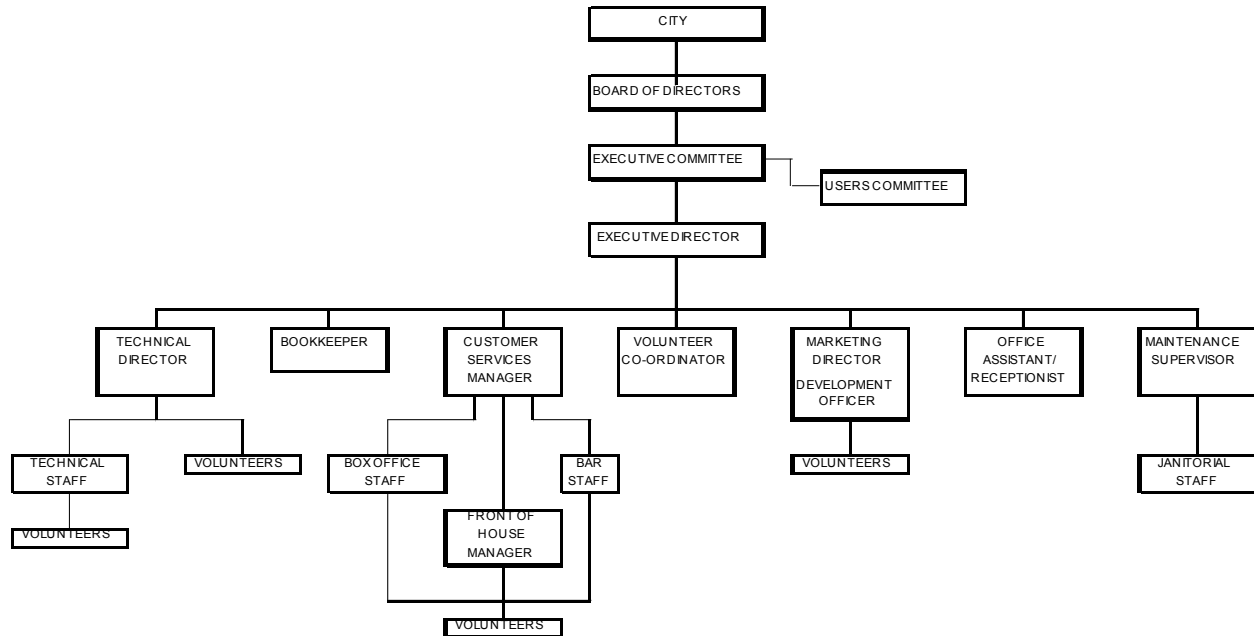 CITY
BOARD OF DIRECTORS
EXECUTIVE COMMITTEE
USERS COMMITTEE
EXECUTIVE DIRECTOR
TECHNICAL
DIRECTOR
BOOKKEEPER
CUSTOMER
SERVICES
MANAGER
VOLUNTEER
CO-ORDINATOR
MARKETING
DIRECTOR
DEVELOPMENT
OFFICER
OFFICE
ASSISTANT/
RECEPTIONIST
MAINTENANCE
SUPERVISOR
TECHNICAL
STAFF
VOLUNTEERS
BOX OFFICE
STAFF
BAR
STAFF
VOLUNTEERS
JANITORIAL
STAFF
VOLUNTEERS
FRONT OF
HOUSE
MANAGER
VOLUNTEERS